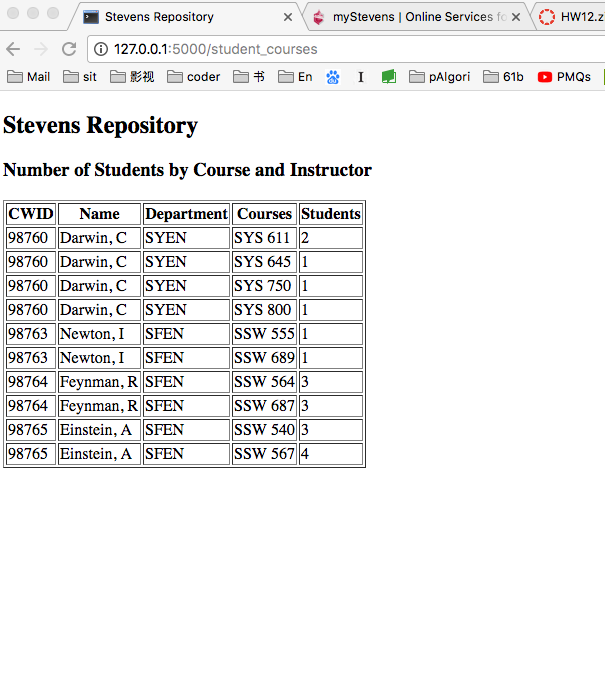 Stevens Repository
myStevens | Online Services fo
HW12.z
127.0.0.1:5000/student_courses
Mail sit 影视 coder 书 En I pAlgori 61b PMQs
Stevens Repository
Number of Students by Course and Instructor
CWID Name Department Courses Students
98760 Darwin, C SYEN SYS 611 2
98760 Darwin, C SYEN SYS 645 1
98760 Darwin, C SYEN SYS 750 1
98760 Darwin, C SYEN SYS 800 1
98763 Newton, I SFEN SSW 555 1
98763 Newton, I SFEN SSW 689 1
98764 Feynman, R SFEN SSW 564 3
98764 Feynman, R SFEN SSW 687 3
98765 Einstein, A SFEN SSW 540 3
98765 Einstein, A SFEN SSW 567 4